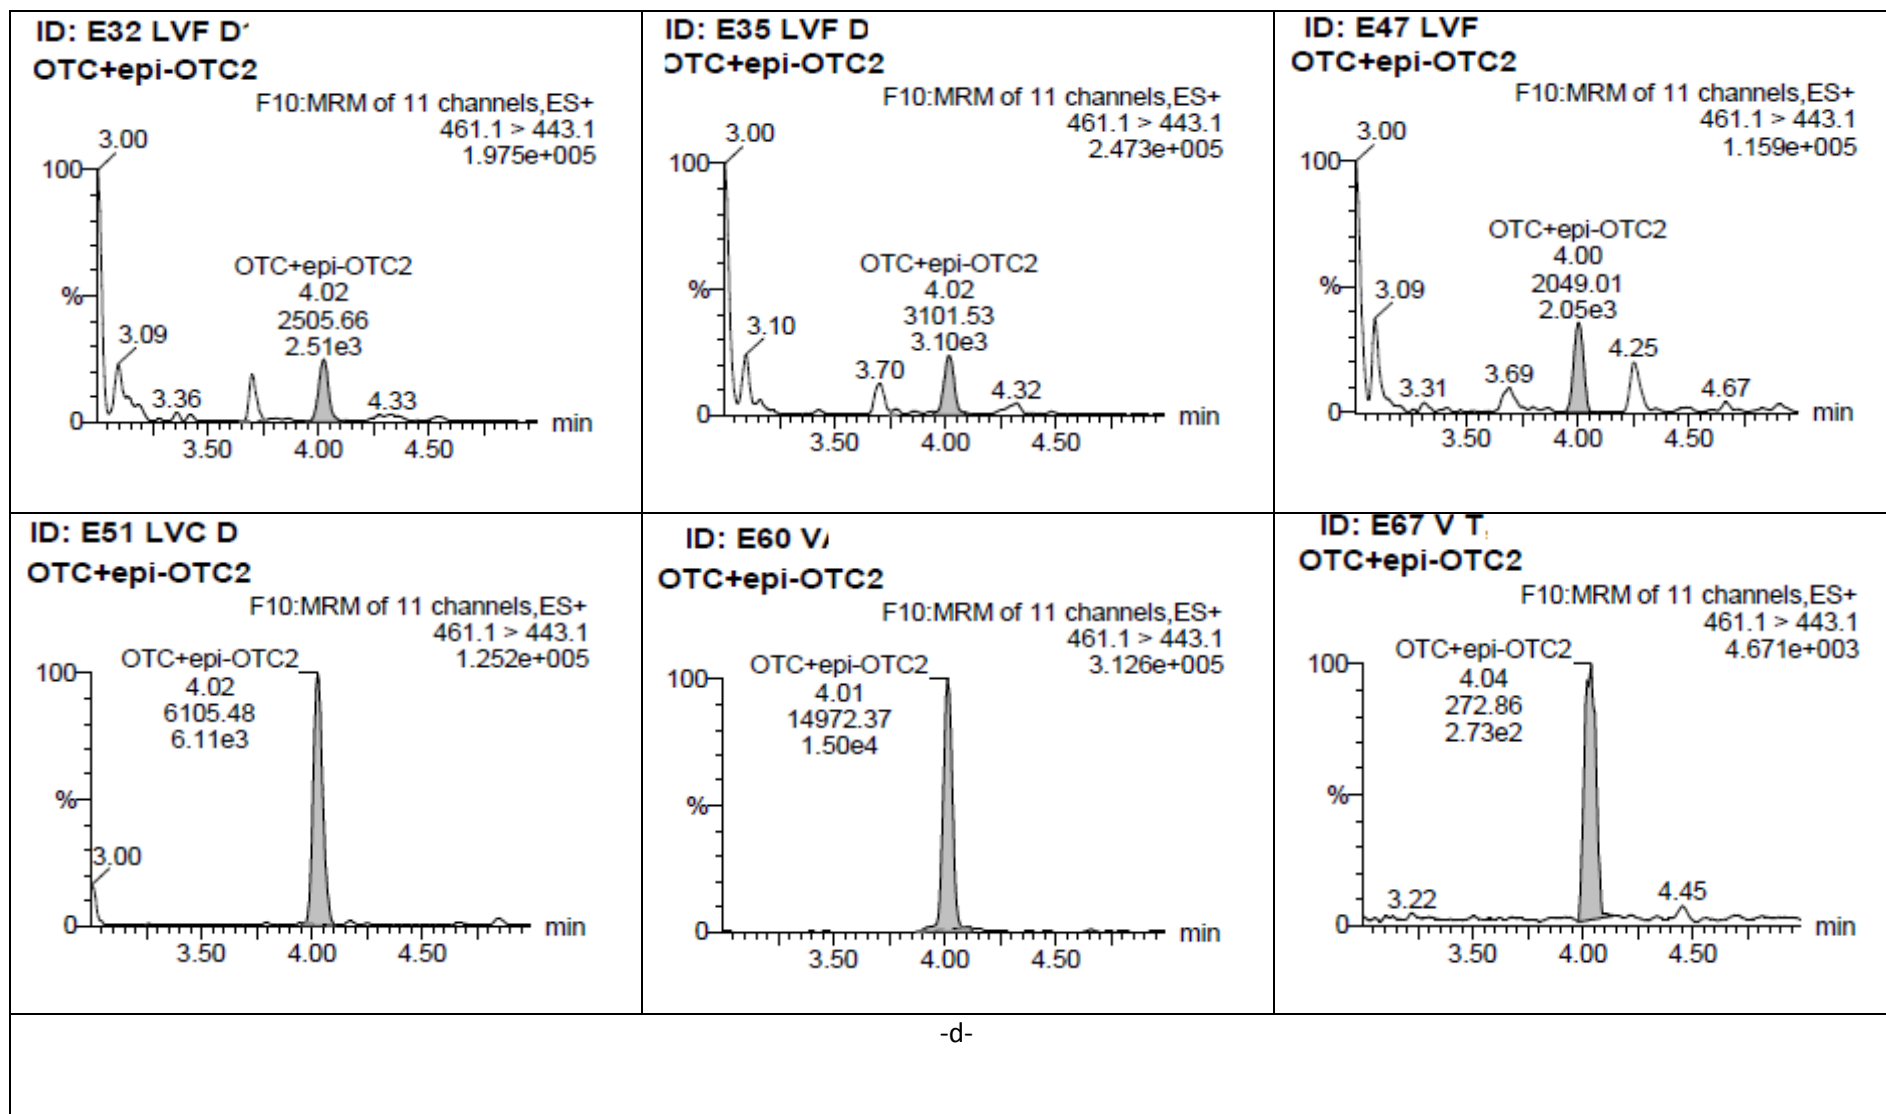 ID: E32 LVF D
OTC+epi-OTC2
F10:MRM of 11 channels,ES+
461.1 > 443.1
1.975e+005
3.00
100
OTC+epi-OTC2
4.02
2505.66
2.51e3
%
3.09
3.36
4.33
0
min
3.50 4.00 4.50
ID: E35 LVF D
OTC+epi-OTC2
F10:MRM of 11 channels,ES+
461.1 > 443.1
2.473e+005
3.00
100
OTC+epi-OTC2
4.02
3101.53
3.10e3
%
3.10
3.70
4.32
0
min
3.50 4.00 4.50
ID: E47 LVF
OTC+epi-OTC2
F10:MRM of 11 channels,ES+
461.1 > 443.1
1.159e+005
3.00
100
OTC+epi-OTC2
4.00
2049.01
2.05e3
%
3.09
4.25
3.31
3.69
4.67
0
min
3.50 4.00 4.50
ID: E51 LVC D
OTC+epi-OTC2
F10:MRM of 11 channels,ES+
461.1 > 443.1
1.252e+005
100
OTC+epi-OTC2
4.02
6105.48
6.11e3
%
3.00
0
min
3.50 4.00 4.50
ID: E60 V
OTC+epi-OTC2
F10:MRM of 11 channels,ES+
461.1 > 443.1
3.126e+005
100
OTC+epi-OTC2
4.01
14972.37
1.50e4
%
0
min
3.50 4.00 4.50
ID: E67 V T
OTC+epi-OTC2
F10:MRM of 11 channels,ES+
461.1 > 443.1
4.671e+003
100
OTC+epi-OTC2
4.04
272.86
2.73e2
%
3.22
4.45
0
min
3.50 4.00 4.50
-d-